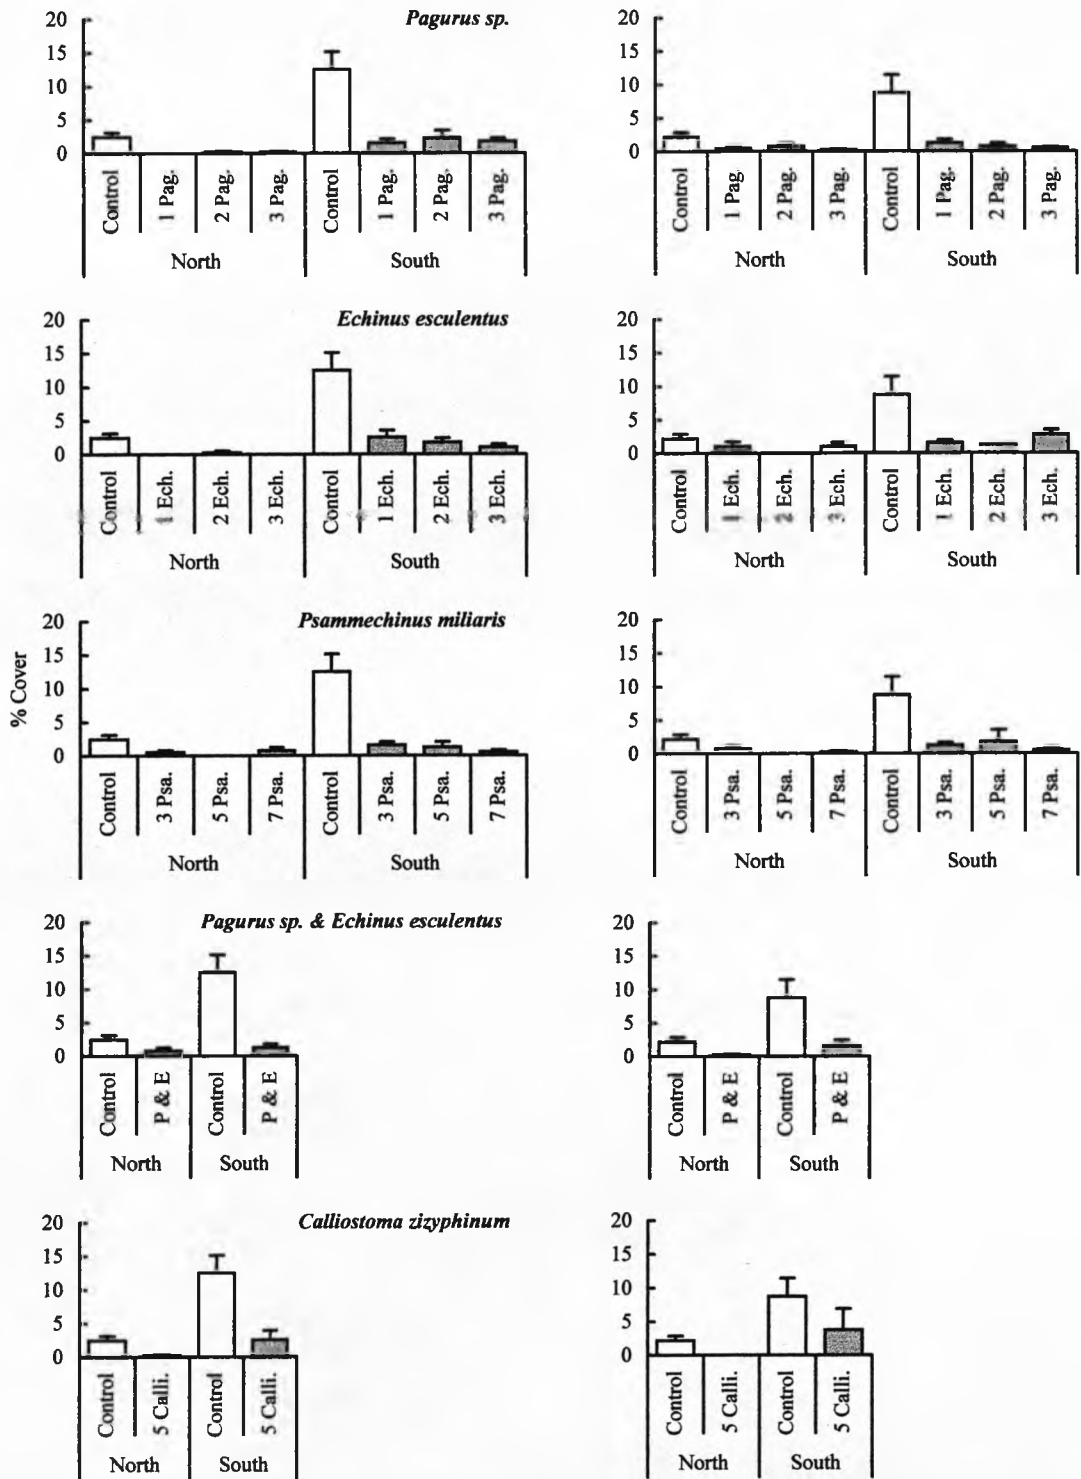 Pagurus sp.
20 15 10 5 0
Control 1 Pag. 2 Pag. 3 Pag. Control 1 Pag. 2 Pag. 3 Pag.
North South
20 15 10 5 0
Control 1 Pag. 2 Pag. 3 Pag. Control 1 Pag. 2 Pag. 3 Pag.
North South
Echinus esculentus
20 15 10 5 0
Control 1 Ech. 2 Ech. 3 Ech. Control 1 Ech. 2 Ech. 3 Ech.
North South
20 15 10 5 0
Control 1 Ech. 2 Ech. 3 Ech. Control 1 Ech. 2 Ech. 3 Ech.
North South
Psammechinus miliaris
% Cover
20 15 10 5 0
Control 3 Psa. 5 Psa. 7 Psa. Control 3 Psa. 5 Psa. 7 Psa.
North South
20 15 10 5 0
Control 3 Psa. 5 Psa. 7 Psa. Control 3 Psa. 5 Psa. 7 Psa.
North South
Pagurus sp. & Echinus esculentus
20 15 10 5 0
Control P & E Control P & E
North South
20 15 10 5 0
Control P & E Control P & E
North South
Calliostoma zizyphinum
20 15 10 5 0
Control 5 Calli. Control 5 Calli.
North South
20 15 10 5 0
Control 5 Calli. Control 5 Calli.
North South